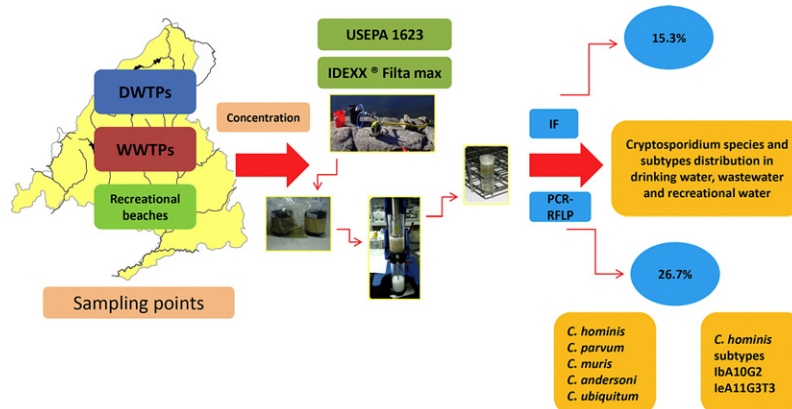 DWTPs
WWTPs
Recreational
beaches
Sampling points
Concentration
USEPA 1623
IDEXX ® Filta max
IF
PCR-
RFLP
15.3%
Cryptosporidium species and
subtypes distribution in
drinking water, wastewater
and recreational water
26.7%
C. hominis
C. parvum
C. muris
C. andersoni
C. ubiquitum
C. hominis
subtypes
IbA10G2
IeA11G3T3